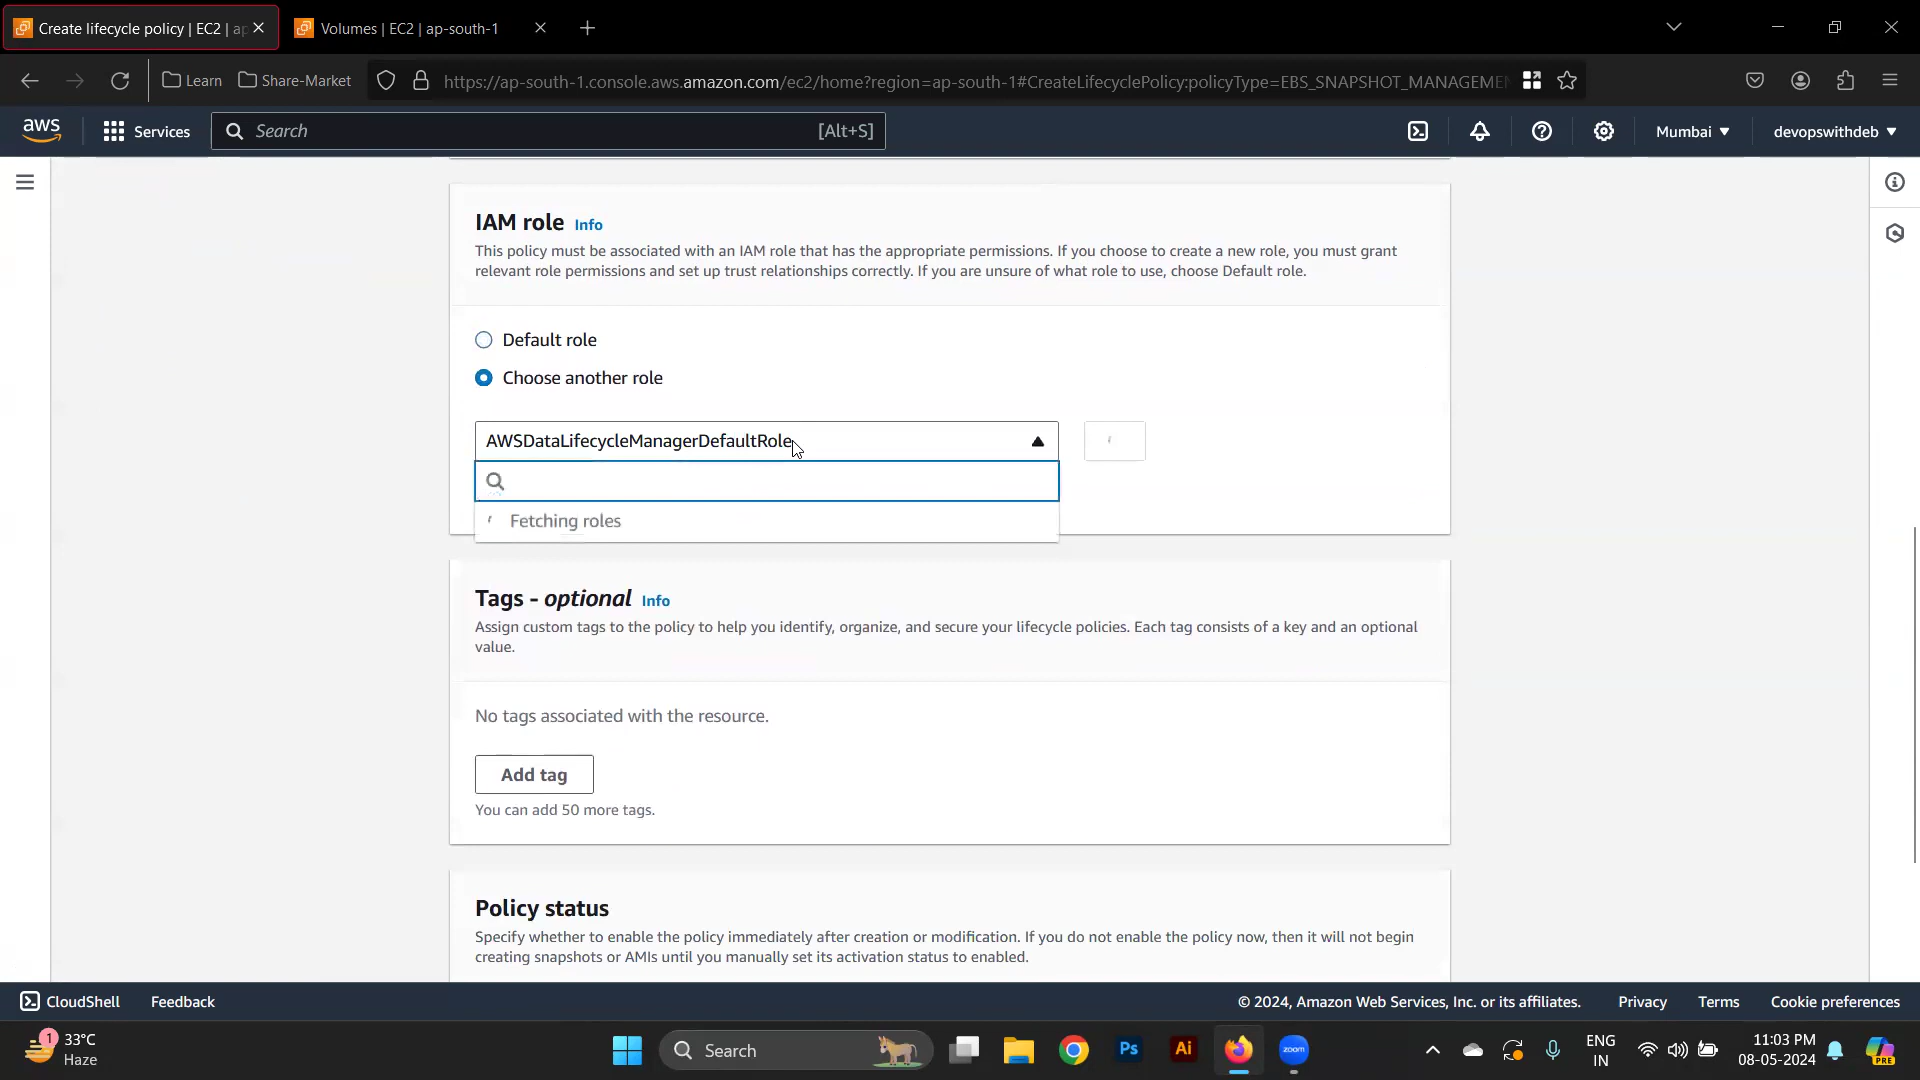 Create lifecycle policy | EC2 | ap
Volumes | EC2 | ap-south-1
Learn
Share-Market
https://ap-south-1.console.aws.amazon.com/ec2/home?region=ap-south-1#CreateLifecyclePolicy:policyType=EBS_SNAPSHOT_MANAGEME
aws
Services
Search
[Alt+S]
Mumbai
devopswithdeb
IAM role Info
This policy must be associated with an IAM role that has the appropriate permissions. If you choose to create a new role, you must grant
relevant role permissions and set up trust relationships correctly. If you are unsure of what role to use, choose Default role.
Default role
Choose another role
AWSDataLifecycleManagerDefaultRole
Fetching roles
Tags - optional Info
Assign custom tags to the policy to help you identify, organize, and secure your lifecycle policies. Each tag consists of a key and an optional
value.
No tags associated with the resource.
Add tag
You can add 50 more tags.
Policy status
Specify whether to enable the policy immediately after creation or modification. If you do not enable the policy now, then it will not begin
creating snapshots or AMIs until you manually set its activation status to enabled.
CloudShell
Feedback
© 2024, Amazon Web Services, Inc. or its affiliates.
Privacy
Terms
Cookie preferences
1
33°C
Haze
Search
Ps
Ai
zoom
ENG
IN
11:03 PM
08-05-2024
PRE